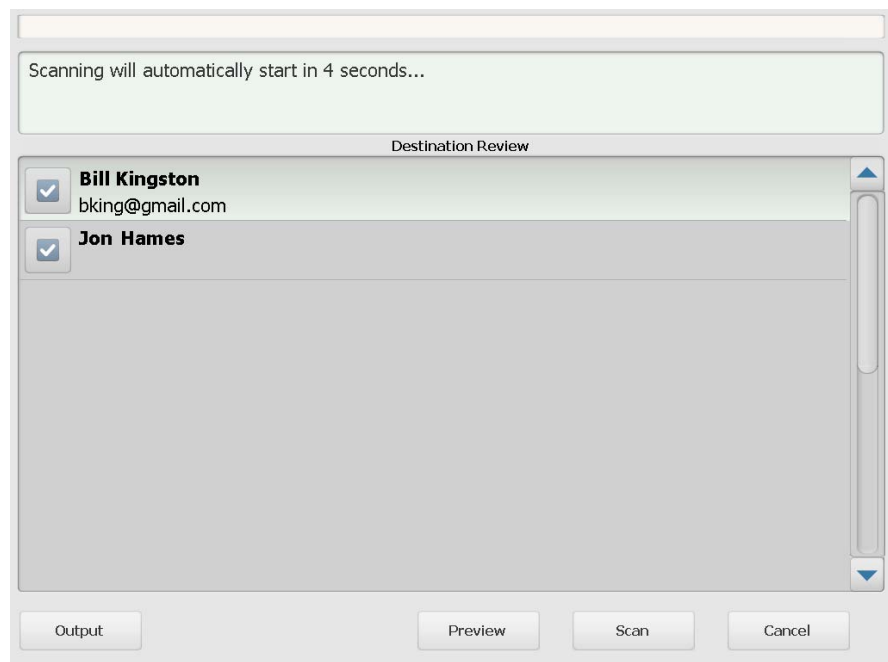 Scanning will automatically start in 4 seconds...
Destination Review
Bill Kingston
bking@gmail.com
Jon Hames
Output
Preview
Scan
Cancel